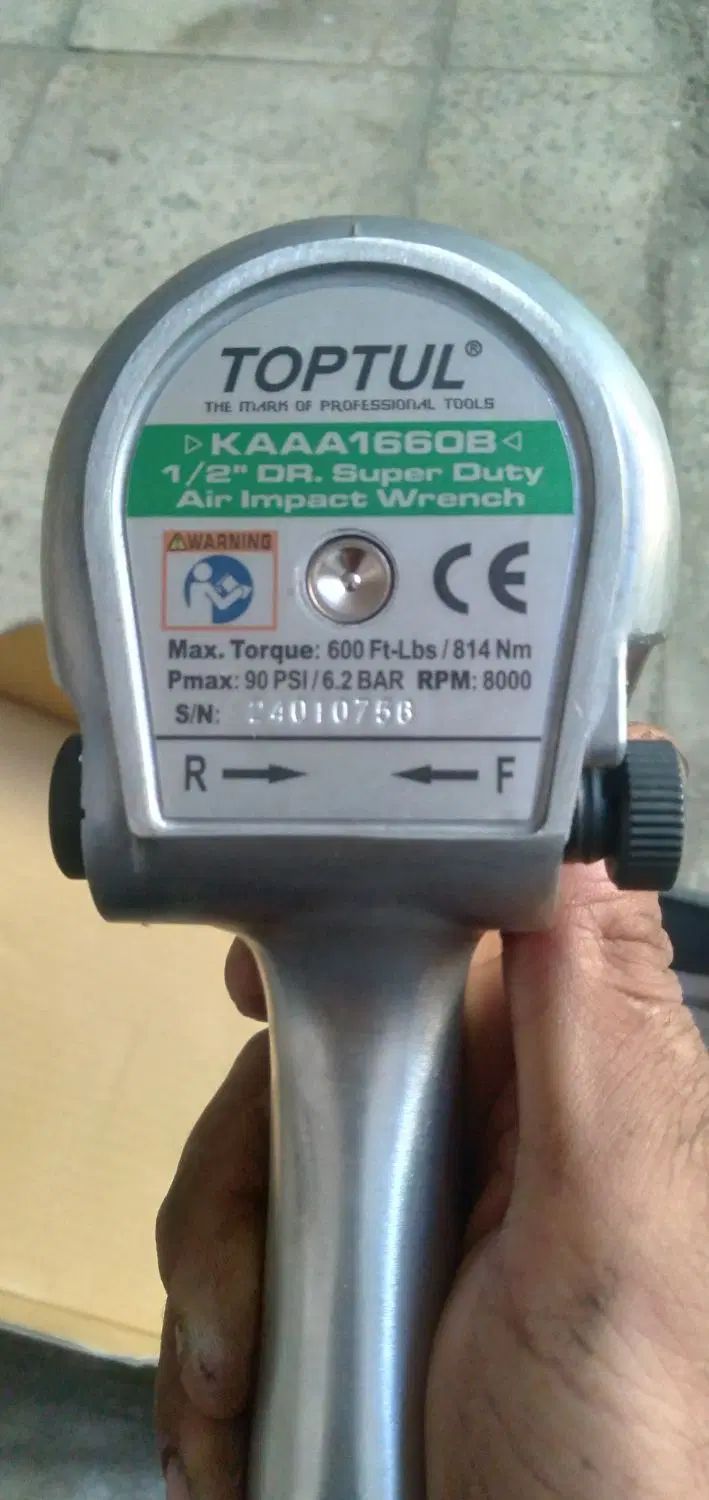 TOPTUL®
THE MARK OF PROFESSIONAL TOOLS
▷KAAA1660B◁
1/2" DR. Super Duty
Air Impact Wrench
⚠WARNING
CE
Max. Torque: 600 Ft-Lbs / 814 Nm
Pmax: 90 PSI / 6.2 BAR RPM: 8000
S/N: 24010756
R → ← F